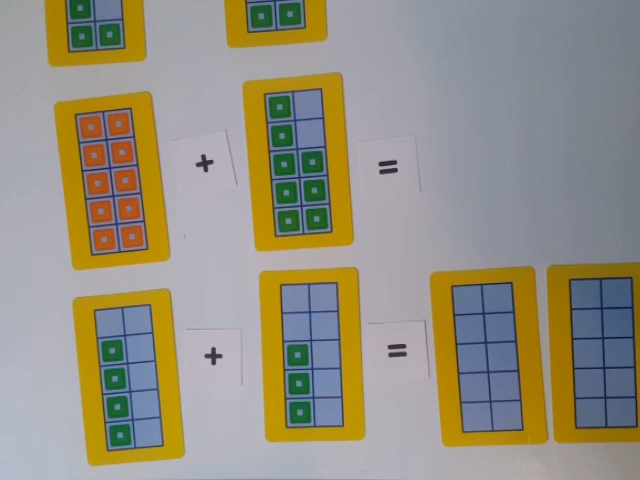 + =
+ =